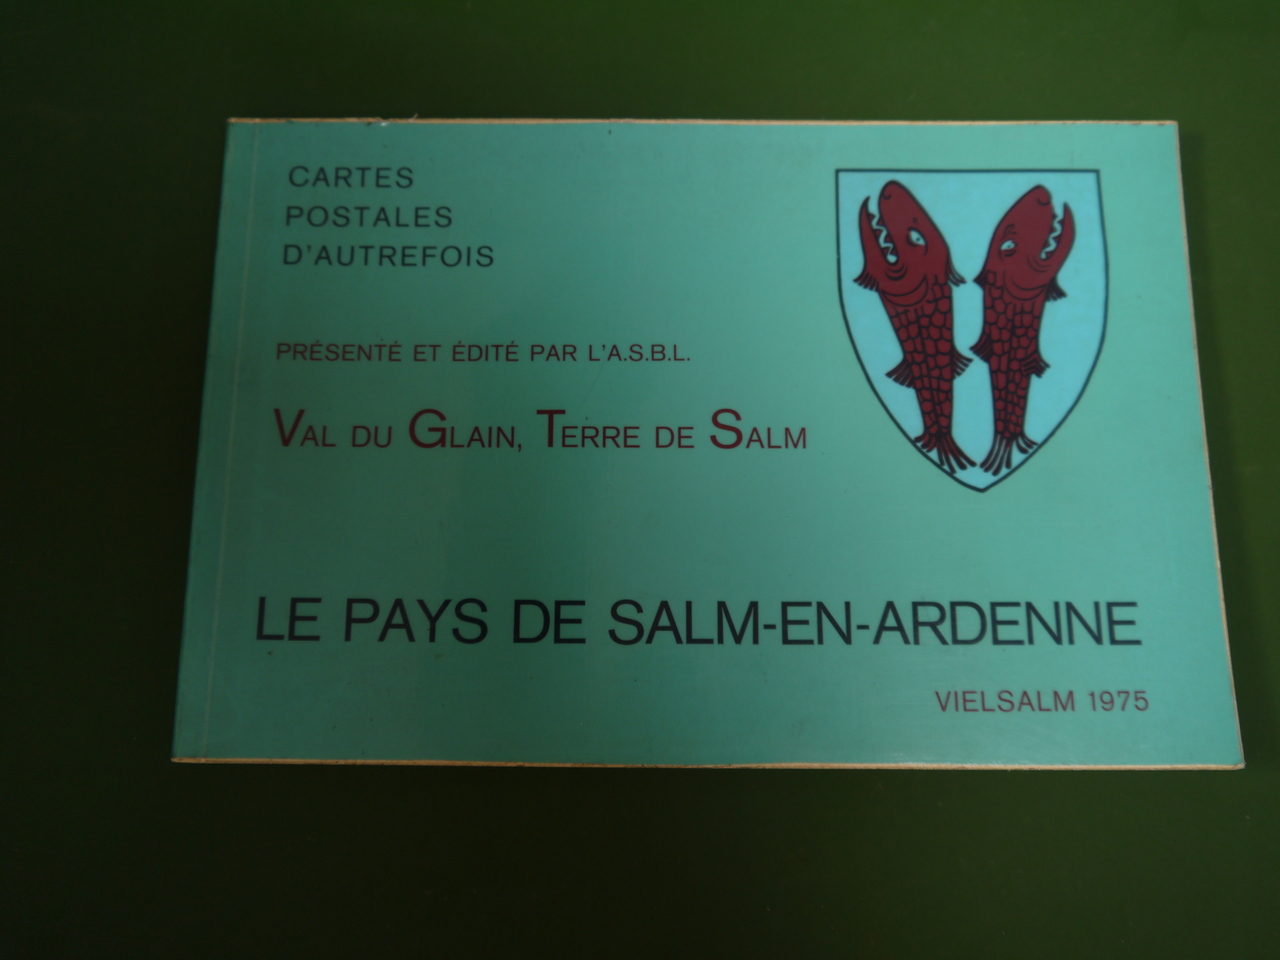 CARTES
POSTALES
D'AUTREFOIS
PRÉSENTÉ ET ÉDITÉ PAR L'A.S.B.L.
VAL DU GLAIN, TERRE DE SALM
LE PAYS DE SALM-EN-ARDENNE
VIELSALM 1975